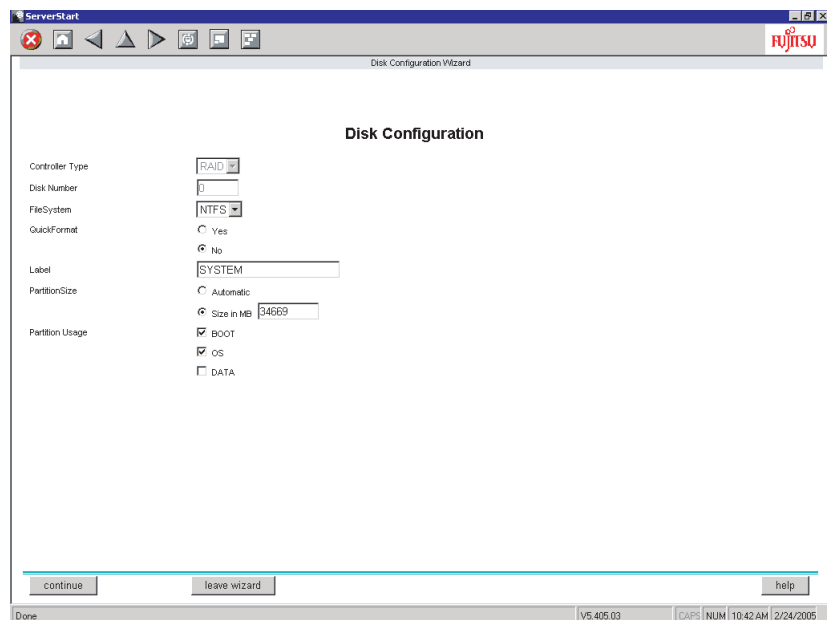 ServerStart
FUJITSU
Disk Configuration Wizard
Disk Configuration
Controller Type RAID
Disk Number 0
FileSystem NTFS
QuickFormat Yes
No
Label SYSTEM
PartitionSize Automatic
Size in MB 34669
Partition Usage BOOT
OS
DATA
continue leave wizard help
Done V5.405.03 CAPS NUM 10:42 AM 2/24/2005